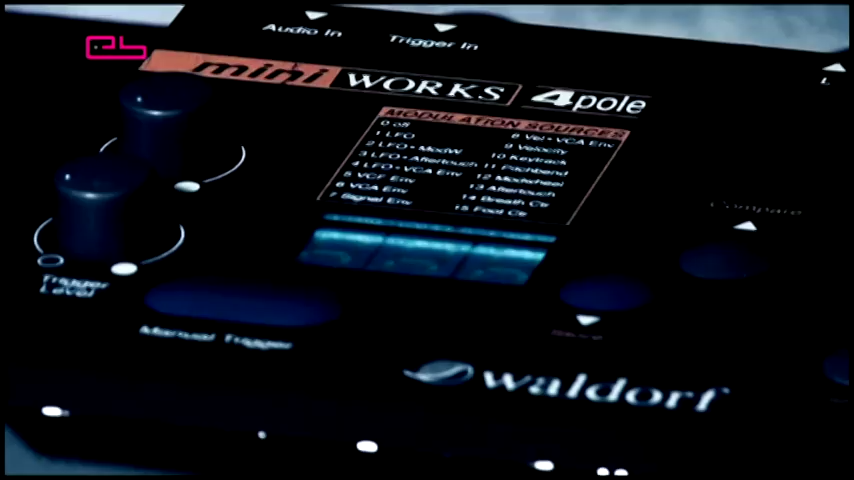 eb
Audio In
Trigger In
mini WORKS 4pole
MODULATION SOURCES
0 off
1 LFO
2 LFO*ModW
3 LFO*Aftertouch
4 LFO*VCA Env
5 VCF Env
6 VCA Env
7 Signal Env
8 Vel*VCA Env
9 Velocity
10 Keytrack
11 Pitchbend
12 Modwheel
13 Aftertouch
14 Breath Ctr
15 Foot Ctr
Compare
Trigger
Level
Manual Trigger
waldorf